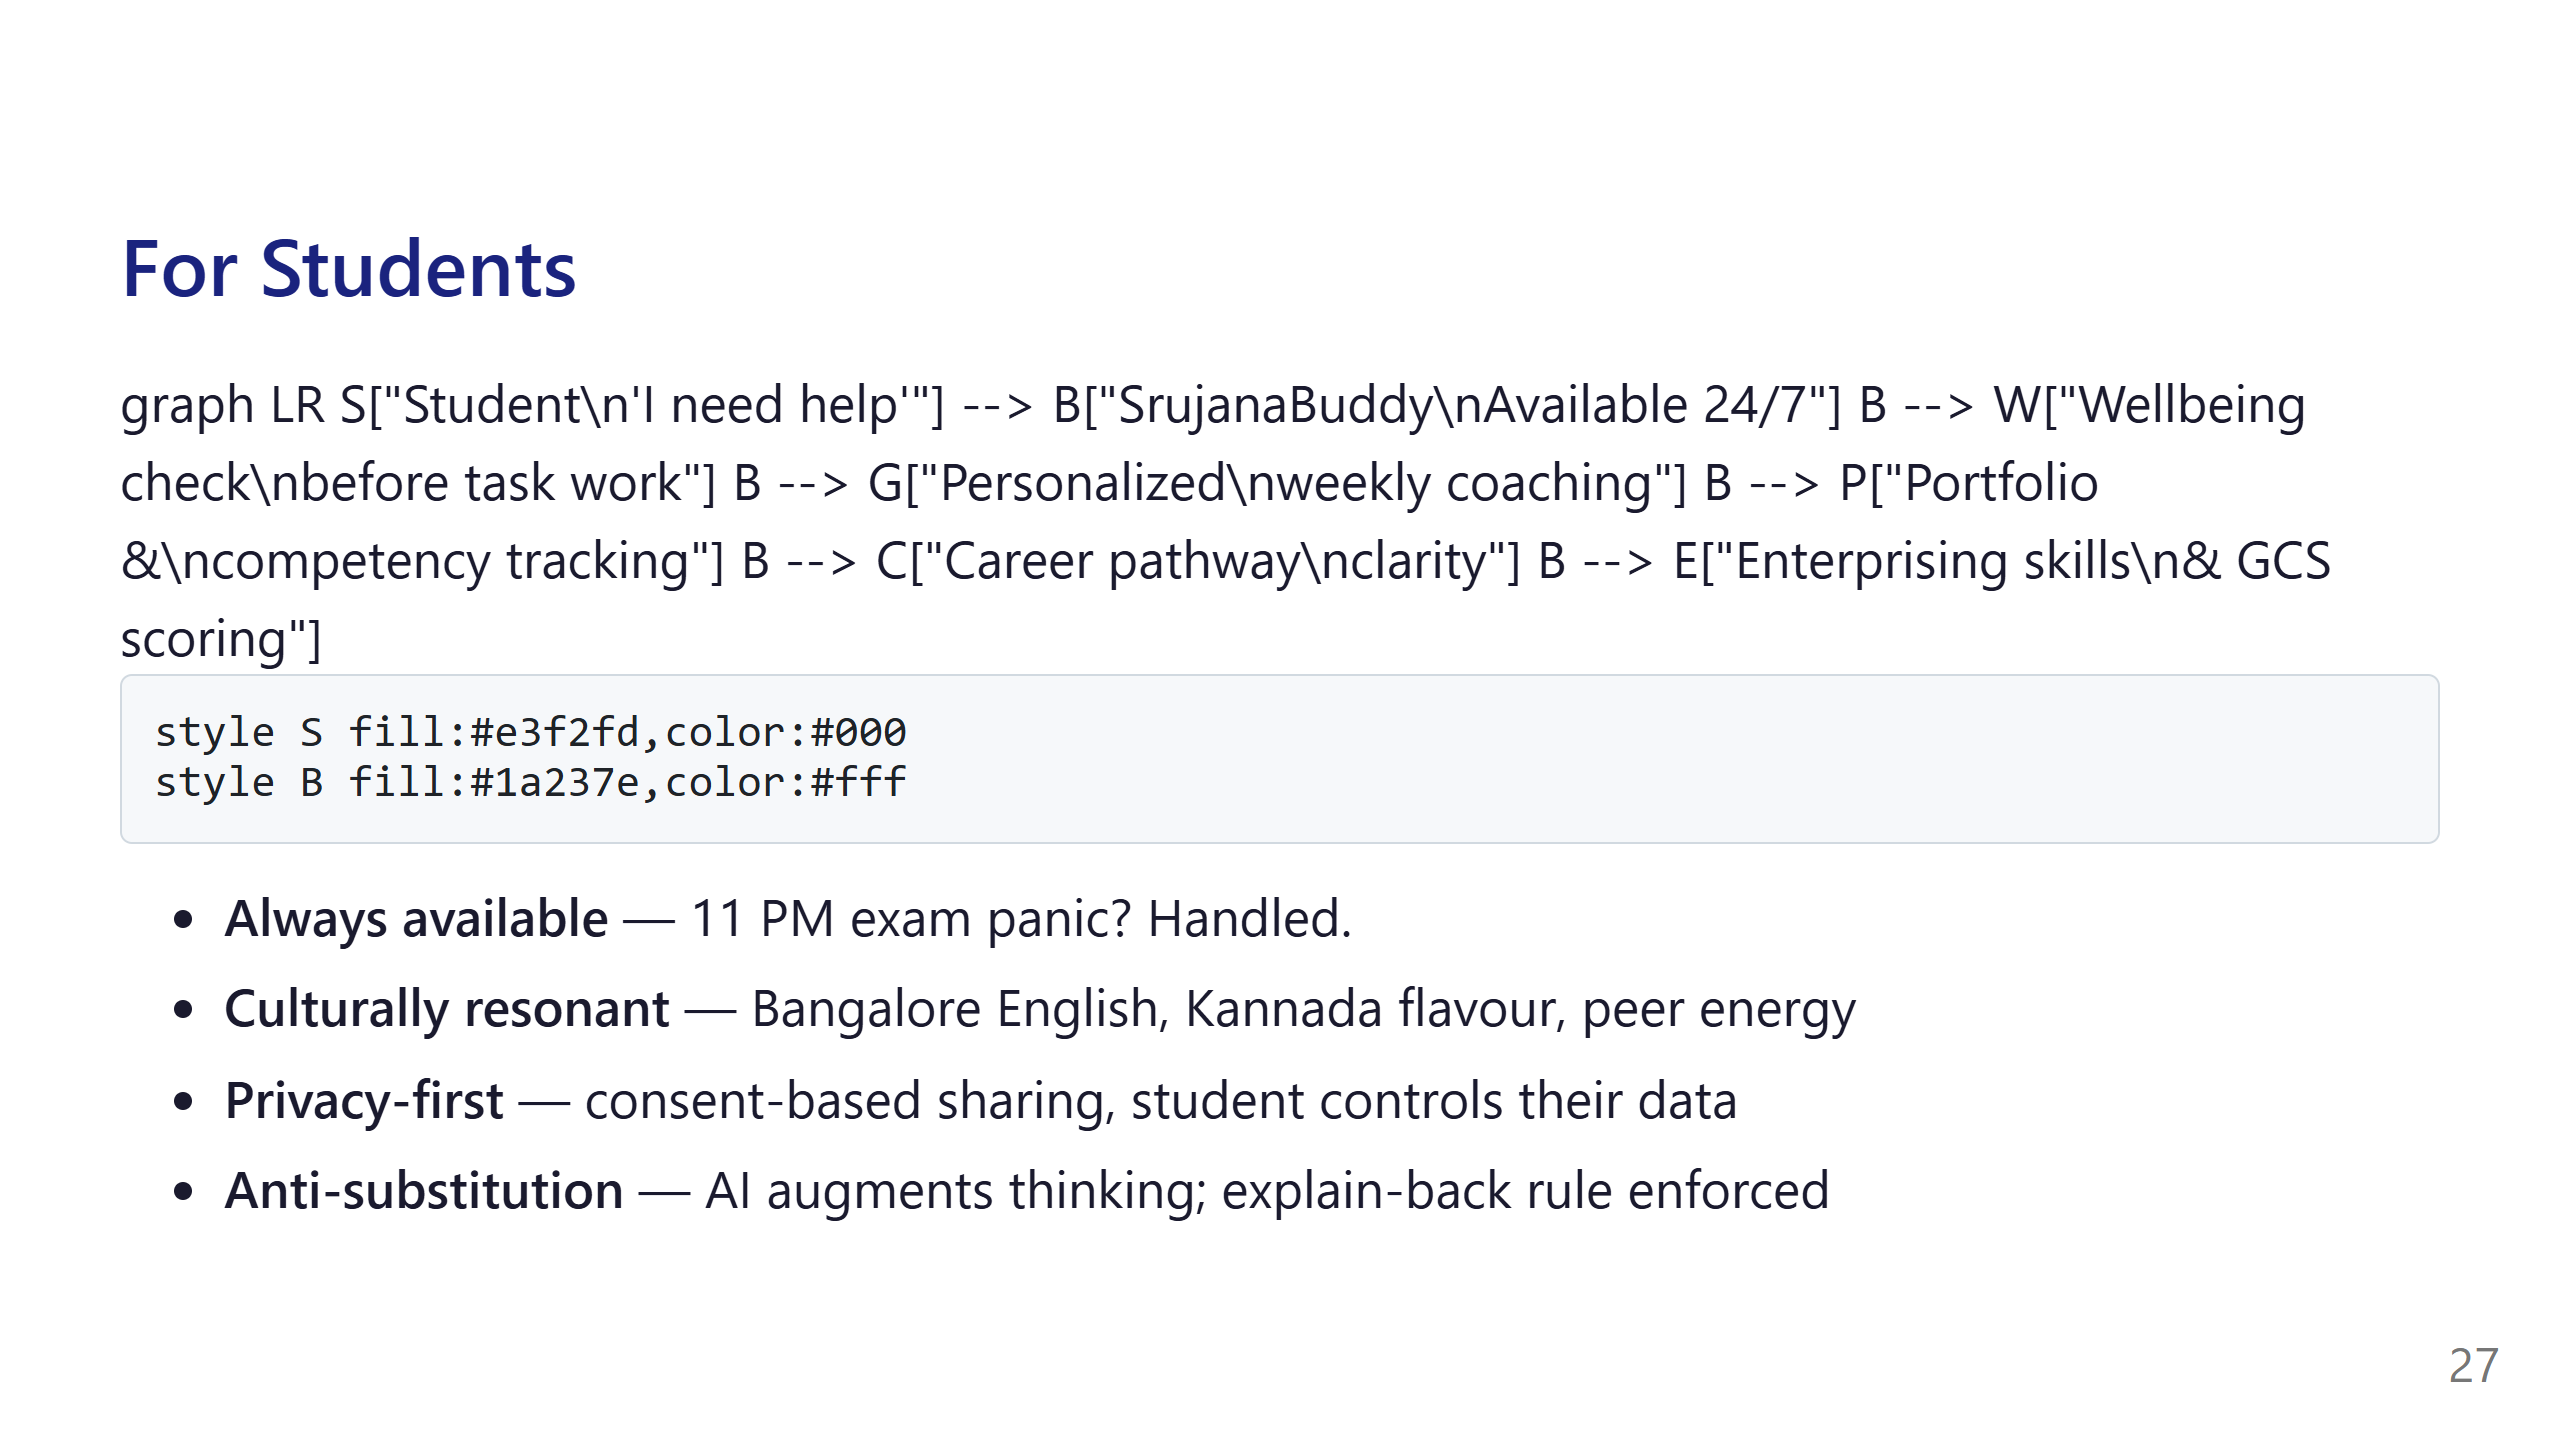 For Students
graph LR S["Student\n'I need help'"] --> B["SrujanaBuddy\nAvailable 24/7"] B --> W["Wellbeing
check\nbefore task work"] B --> G["Personalized\nweekly coaching"] B --> P["Portfolio
&\ncompetency tracking"] B --> C["Career pathway\nclarity"] B --> E["Enterprising skills\n& GCS
scoring"]
style S fill:#e3f2fd,color:#000
style B fill:#1a237e,color:#fff
• Always available — 11 PM exam panic? Handled.
• Culturally resonant — Bangalore English, Kannada flavour, peer energy
• Privacy-first — consent-based sharing, student controls their data
• Anti-substitution — AI augments thinking; explain-back rule enforced
27